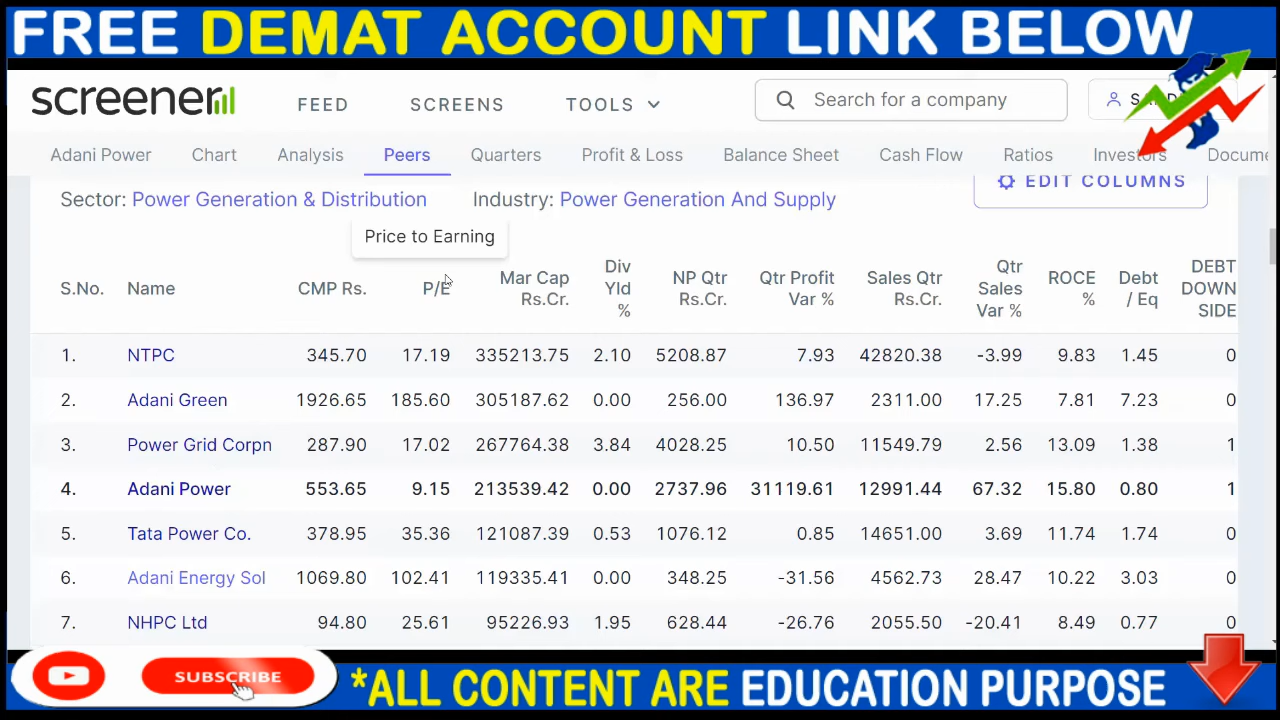 FREE DEMAT ACCOUNT LINK BELOW
screener FEED SCREENS TOOLS Search for a company
Adani Power Chart Analysis Peers Quarters Profit & Loss Balance Sheet Cash Flow Ratios Investors Docume
Sector: Power Generation & Distribution Industry: Power Generation And Supply EDIT COLUMNS
Price to Earning
S.No. Name CMP Rs. P/E Mar Cap Rs.Cr. Div Yld % NP Qtr Rs.Cr. Qtr Profit Var % Sales Qtr Rs.Cr. Qtr Sales Var % ROCE % Debt / Eq DEBT DOWN SIDE
1. NTPC 345.70 17.19 335213.75 2.10 5208.87 7.93 42820.38 -3.99 9.83 1.45 0
2. Adani Green 1926.65 185.60 305187.62 0.00 256.00 136.97 2311.00 17.25 7.81 7.23 0
3. Power Grid Corpn 287.90 17.02 267764.38 3.84 4028.25 10.50 11549.79 2.56 13.09 1.38 1
4. Adani Power 553.65 9.15 213539.42 0.00 2737.96 31119.61 12991.44 67.32 15.80 0.80 1
5. Tata Power Co. 378.95 35.36 121087.39 0.53 1076.12 0.85 14651.00 3.69 11.74 1.74 0
6. Adani Energy Sol 1069.80 102.41 119335.41 0.00 348.25 -31.56 4562.73 28.47 10.22 3.03 0
7. NHPC Ltd 94.80 25.61 95226.93 1.95 628.44 -26.76 2055.50 -20.41 8.49 0.77 0
SUBSCRIBE *ALL CONTENT ARE EDUCATION PURPOSE